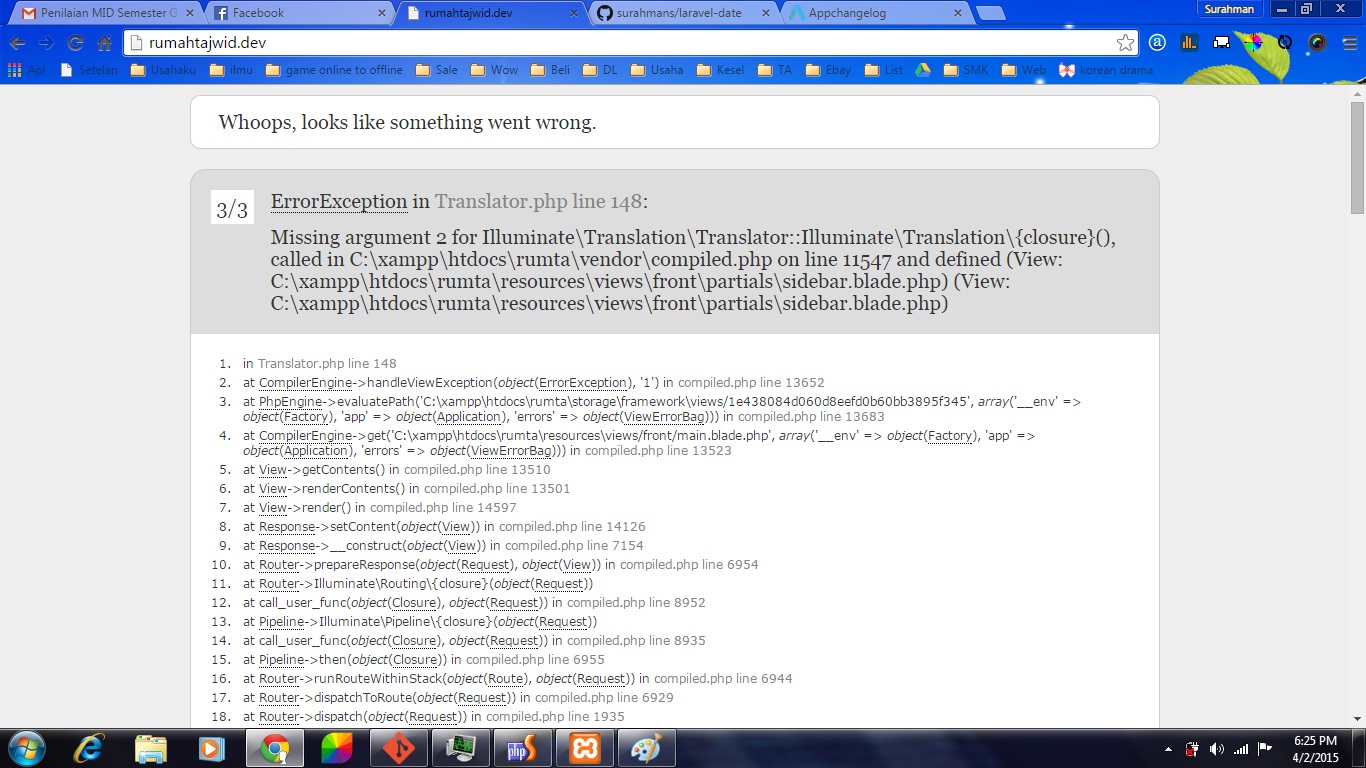 Penilaian MID Semester G
Facebook
rumahtajwid.dev
surahmans/laravel-date
Appchangelog
Surahman
rumahtajwid.dev
Api
Setelan
Usahaku
ilmu
game online to offline
Sale
Wow
Beli
DL
Usaha
Kesel
TA
Ebay
List
SMK
Web
korean drama
Whoops, looks like something went wrong.
3/3
ErrorException in Translator.php line 148:
Missing argument 2 for Illuminate\Translation\Translator::Illuminate\Translation\{closure}(),
called in C:\xampp\htdocs\rumta\vendor\compiled.php on line 11547 and defined (View:
C:\xampp\htdocs\rumta\resources\views\front\partials\sidebar.blade.php) (View:
C:\xampp\htdocs\rumta\resources\views\front\partials\sidebar.blade.php)
1. in Translator.php line 148
2. at CompilerEngine->handleViewException(object(ErrorException), '1') in compiled.php line 13652
3. at PhpEngine->evaluatePath('C:\xampp\htdocs\rumta\storage\framework\views/1e438084d060d8eefd0b60bb3895f345', array('__env' =>
object(Factory), 'app' => object(Application), 'errors' => object(ViewErrorBag))) in compiled.php line 13683
4. at CompilerEngine->get('C:\xampp\htdocs\rumta\resources\views/front/main.blade.php', array('__env' => object(Factory), 'app' =>
object(Application), 'errors' => object(ViewErrorBag))) in compiled.php line 13523
5. at View->getContents() in compiled.php line 13510
6. at View->renderContents() in compiled.php line 13501
7. at View->render() in compiled.php line 14597
8. at Response->setContent(object(View)) in compiled.php line 14126
9. at Response->__construct(object(View)) in compiled.php line 7154
10. at Router->prepareResponse(object(Request), object(View)) in compiled.php line 6954
11. at Router->Illuminate\Routing\{closure}(object(Request))
12. at call_user_func(object(Closure), object(Request)) in compiled.php line 8952
13. at Pipeline->Illuminate\Pipeline\{closure}(object(Request))
14. at call_user_func(object(Closure), object(Request)) in compiled.php line 8935
15. at Pipeline->then(object(Closure)) in compiled.php line 6955
16. at Router->runRouteWithinStack(object(Route), object(Request)) in compiled.php line 6944
17. at Router->dispatchToRoute(object(Request)) in compiled.php line 6929
18. at Router->dispatch(object(Request)) in compiled.php line 1935
6:25 PM
4/2/2015